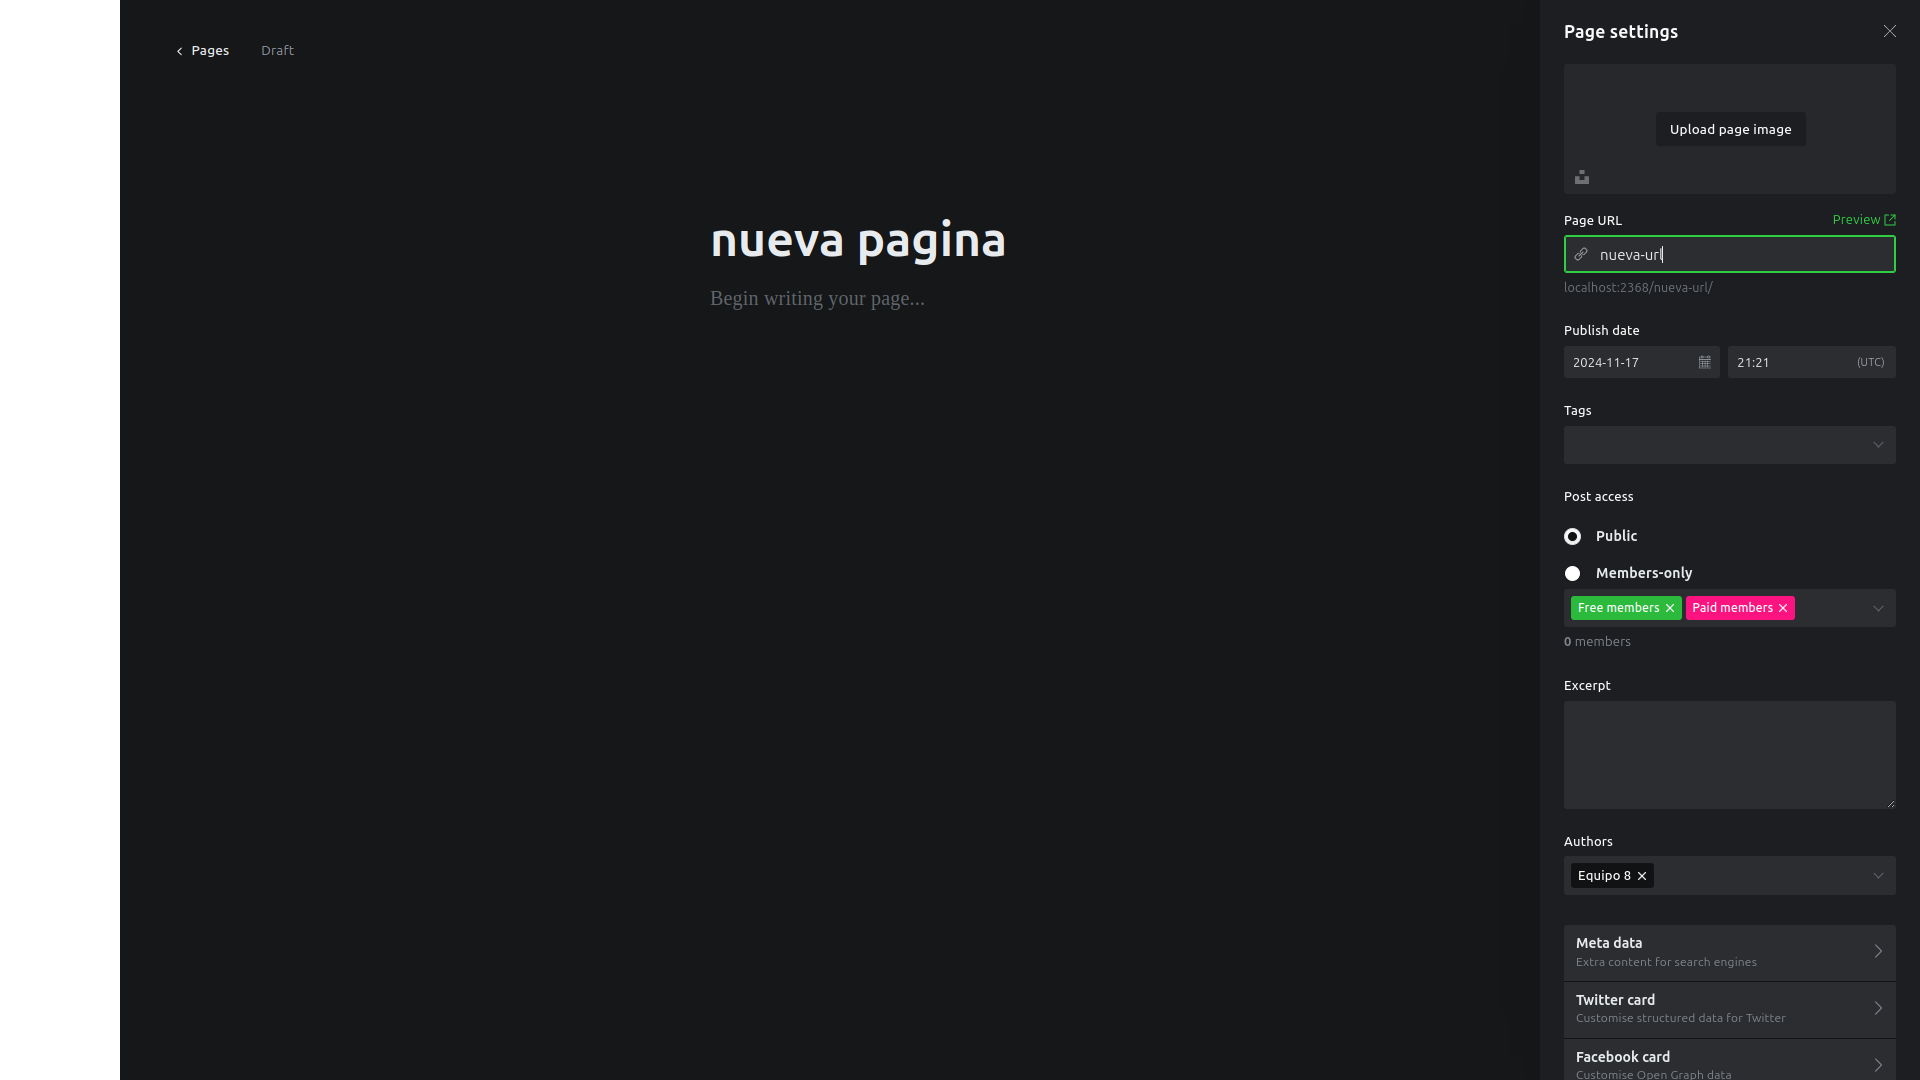 Pages
Draft
nueva pagina
Begin writing your page...
Page settings
Upload page image
Page URL
Preview
nueva-url
localhost:2368/nueva-url/
Publish date
2024-11-17
21:21
(UTC)
Tags
Post access
Public
Members-only
Free members
Paid members
0 members
Excerpt
Authors
Equipo 8
Meta data
Extra content for search engines
Twitter card
Customise structured data for Twitter
Facebook card
Customise Open Graph data